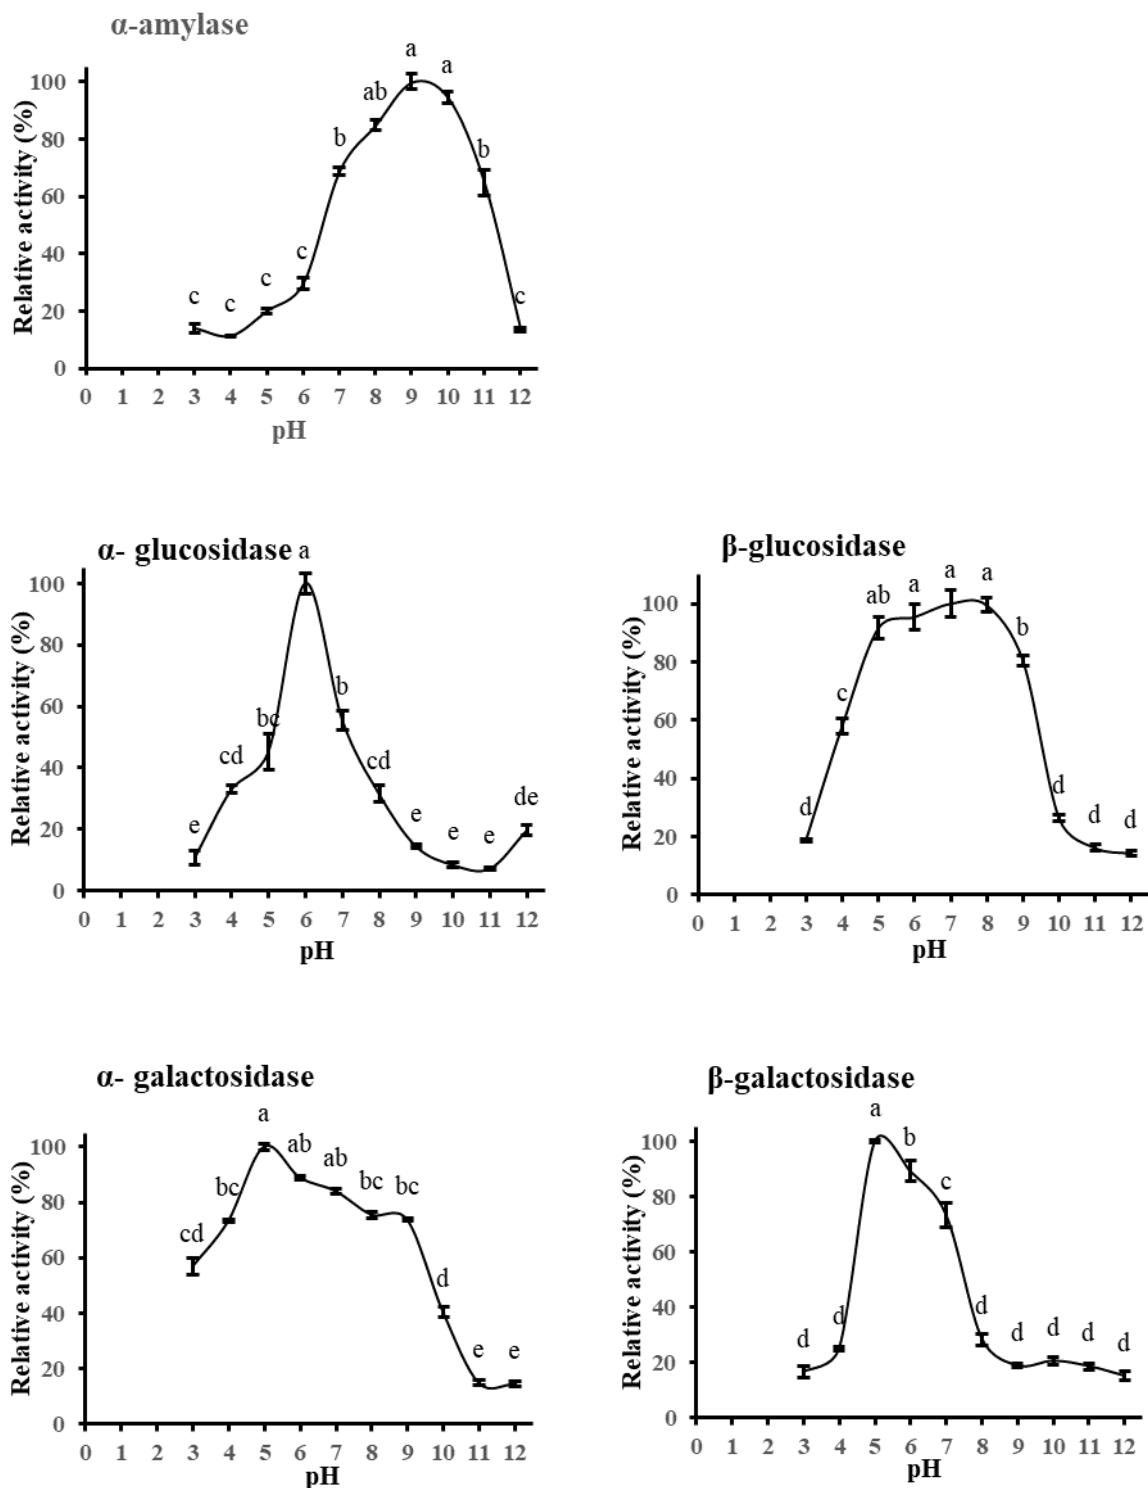 α-amylase
Relative activity (%)
100
80
60
40
20
0
c
c
c
c
b
ab
a
a
b
c
0 1 2 3 4 5 6 7 8 9 10 11 12
pH
α- glucosidase
Relative activity (%)
100
80
60
40
20
0
e
cd
bc
a
b
cd
e
e
e
de
0 1 2 3 4 5 6 7 8 9 10 11 12
pH
β-glucosidase
Relative activity (%)
100
80
60
40
20
0
d
c
ab
a
a
a
b
d
d
d
0 1 2 3 4 5 6 7 8 9 10 11 12
pH
α- galactosidase
Relative activity (%)
100
80
60
40
20
0
cd
bc
a
ab
ab
bc
bc
d
e
e
0 1 2 3 4 5 6 7 8 9 10 11 12
pH
β-galactosidase
Relative activity (%)
100
80
60
40
20
0
d
d
a
b
c
d
d
d
d
d
0 1 2 3 4 5 6 7 8 9 10 11 12
pH